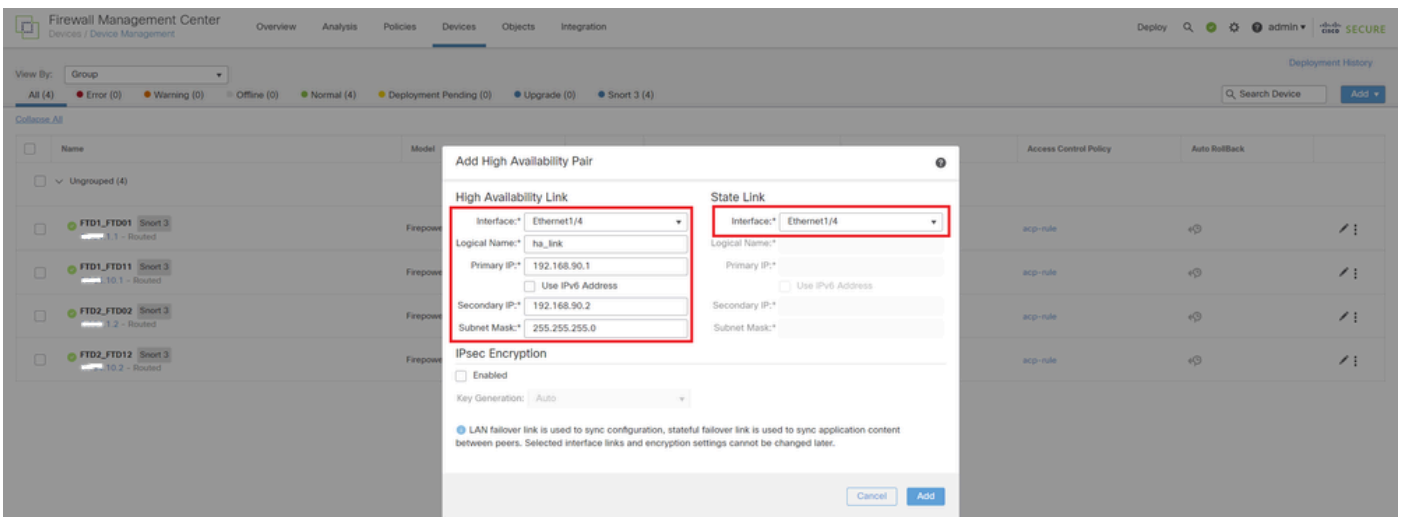 Firewall Management Center
Devices / Device Management
Overview Analysis Policies Devices Objects Integration
Deploy admin cisco SECURE
Deployment History
View By: Group
All (4) Error (0) Warning (0) Offline (0) Normal (4) Deployment Pending (0) Upgrade (0) Snort 3 (4)
Search Device Add
Collapse All
Name Model Access Control Policy Auto RollBack
Ungrouped (4)
FTD1_FTD01 Snort 3
1.1 - Routed
Firepowe
acp-rule
FTD1_FTD11 Snort 3
10.1 - Routed
Firepowe
acp-rule
FTD2_FTD02 Snort 3
1.2 - Routed
Firepowe
acp-rule
FTD2_FTD12 Snort 3
10.2 - Routed
Firepowe
acp-rule
Add High Availability Pair
High Availability Link
Interface:* Ethernet1/4
Logical Name:* ha_link
Primary IP:* 192.168.90.1
Use IPv6 Address
Secondary IP:* 192.168.90.2
Subnet Mask:* 255.255.255.0
State Link
Interface:* Ethernet1/4
Logical Name:*
Primary IP:*
Use IPv6 Address
Secondary IP:*
Subnet Mask:*
IPsec Encryption
Enabled
Key Generation: Auto
LAN failover link is used to sync configuration, stateful failover link is used to sync application content
between peers. Selected interface links and encryption settings cannot be changed later.
Cancel Add